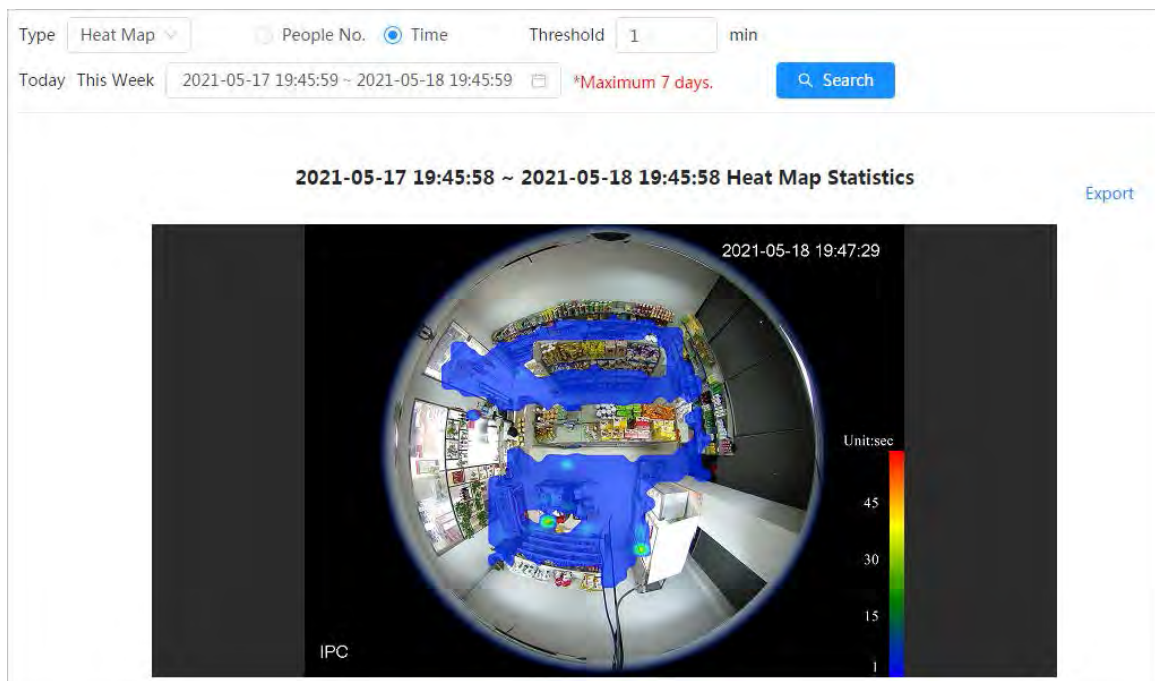 Type Heat Map People No. Time Threshold 1 min
Today This Week 2021-05-17 19:45:59 ~ 2021-05-18 19:45:59 *Maximum 7 days. Search
2021-05-17 19:45:58 ~ 2021-05-18 19:45:58 Heat Map Statistics
Export
2021-05-18 19:47:29
Unit:sec
45
30
15
IPC
1